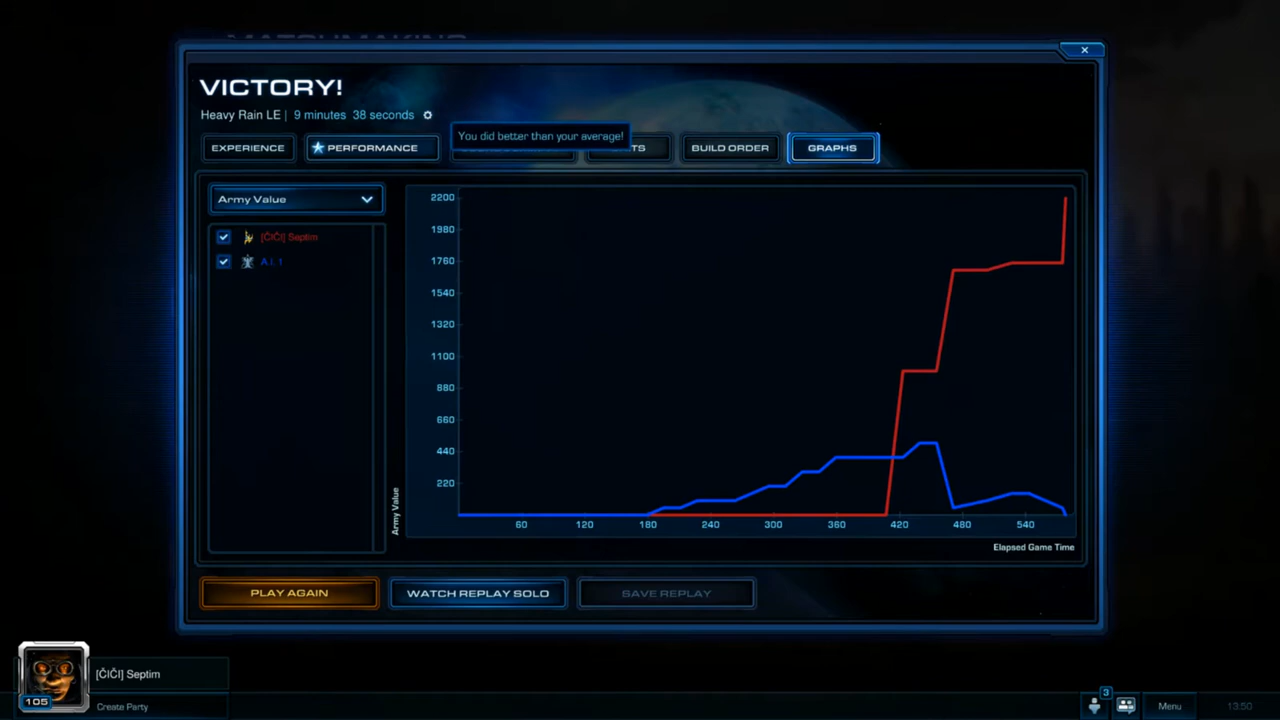 VICTORY!
Heavy Rain LE | 9 minutes 38 seconds
You did better than your average!
EXPERIENCE
PERFORMANCE
BUILD ORDER
GRAPHS
Army Value
[ČIČI] Septim
A.I. 1
2200
1980
1760
1540
1320
1100
880
660
440
220
Army Value
60 120 180 240 300 360 420 480 540
Elapsed Game Time
PLAY AGAIN
WATCH REPLAY SOLO
SAVE REPLAY
[ČIČI] Septim
105
Create Party
3
Menu
13:50